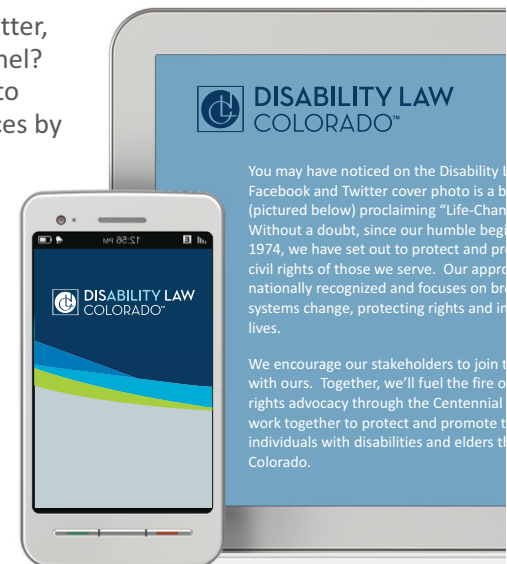 tter,
nel?
to
ces by
DISABILITY LAW
COLORADO™
You may have noticed on the Disability L
Facebook and Twitter cover photo is a b
(pictured below) proclaiming “Life-Chan
Without a doubt, since our humble begi
1974, we have set out to protect and pr
civil rights of those we serve.  Our appro
nationally recognized and focuses on br
systems change, protecting rights and in
lives.
We encourage our stakeholders to join t
with ours.  Together, we’ll fuel the fire o
rights advocacy through the Centennial
work together to protect and promote t
individuals with disabilities and elders th
Colorado.
12:56 PM
E
DISABILITY LAW
COLORADO™